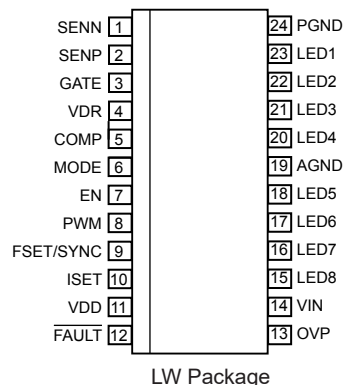 SENN 1
SENP 2
GATE 3
VDR 4
COMP 5
MODE 6
EN 7
PWM 8
FSET/SYNC 9
ISET 10
VDD 11
FAULT 12
24 PGND
23 LED1
22 LED2
21 LED3
20 LED4
19 AGND
18 LED5
17 LED6
16 LED7
15 LED8
14 VIN
13 OVP
LW Package